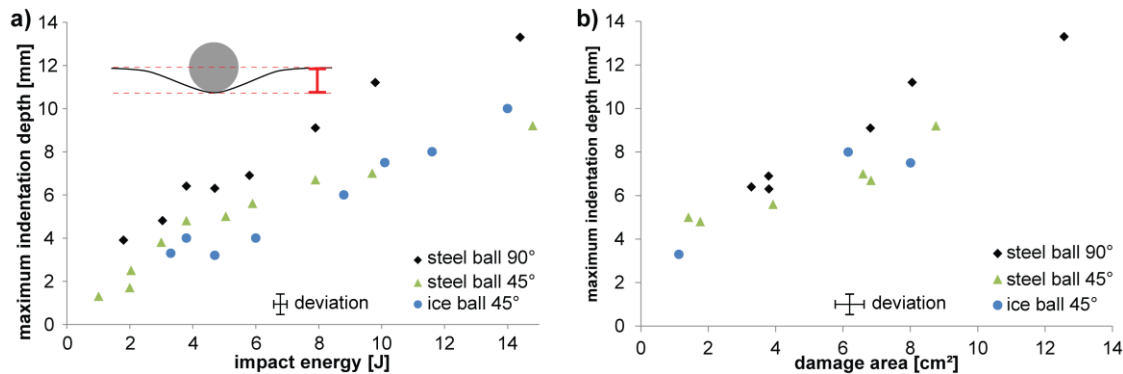 a)
maximum indentation depth [mm]
14
12
10
8
6
4
2
0
0 2 4 6 8 10 12 14
impact energy [J]
steel ball 90°
steel ball 45°
ice ball 45°
deviation
b)
maximum indentation depth [mm]
14
12
10
8
6
4
2
0
0 2 4 6 8 10 12 14
damage area [cm²]
steel ball 90°
steel ball 45°
ice ball 45°
deviation